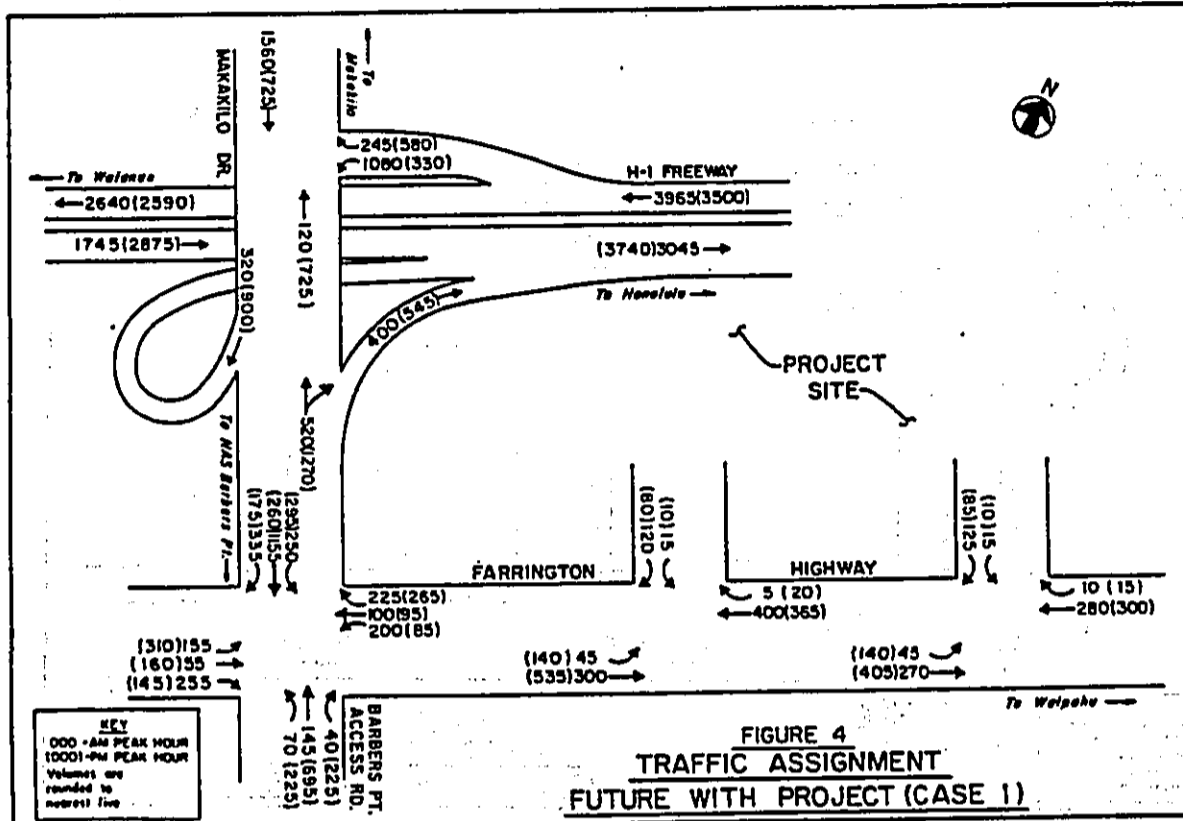 1560(725)
To Makakilo
MAKAKILO DR.
N
245(580)
1080(330)
To Waianae
H-1 FREEWAY
2640(2590)
3965(3500)
120(725)
1745(2875)
(3740)3045
320(900)
400(545)
To Honolulu
PROJECT
SITE
520(1270)
To NAS Barbers Pt.
(175)335
(260)155
(295)250
(80)120
(10)15
(85)125
(10)15
FARRINGTON
HIGHWAY
225(265)
100(95)
200(85)
5 (20)
400(365)
10 (15)
280(300)
(310)155
(160)55
(145)255
(140)45
(535)300
(140)45
(405)270
To Waipahu
70 (225)
145(695)
40(225)
BARBERS PT.
ACCESS RD.
KEY
000 -AM PEAK HOUR
(000)-PM PEAK HOUR
Volumes are
rounded to
nearest five
FIGURE 4
TRAFFIC ASSIGNMENT
FUTURE WITH PROJECT (CASE 1)